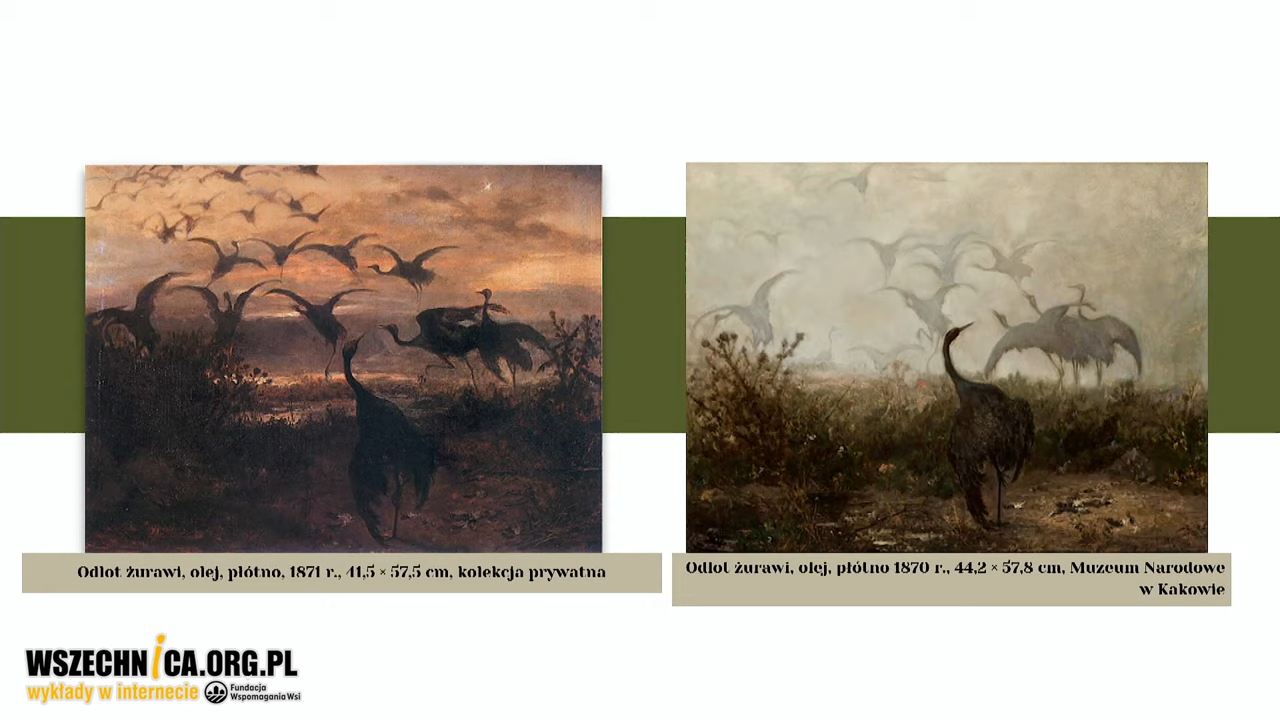 Odlot żurawi, olej, płótno, 1871 r., 41,5 × 57,5 cm, kolekcja prywatna
Odlot żurawi, olej, płótno 1870 r., 44,2 × 57,8 cm, Muzeum Narodowe
w Kakowie
WSZECHNiCA.ORG.PL
wykłady w internecie
Fundacja
Wspomagania Wsi